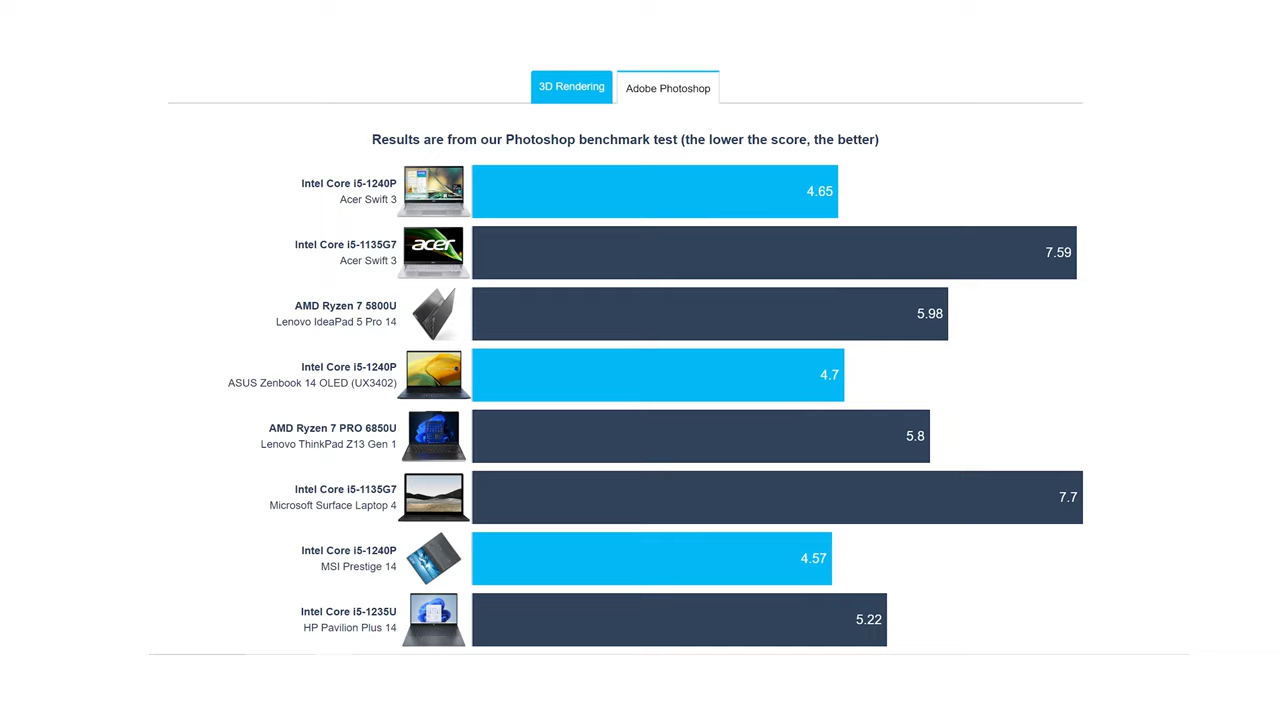 3D Rendering
Adobe Photoshop
Results are from our Photoshop benchmark test (the lower the score, the better)
Intel Core i5-1240P
Acer Swift 3
4.65
Intel Core i5-1135G7
Acer Swift 3
acer
7.59
AMD Ryzen 7 5800U
Lenovo IdeaPad 5 Pro 14
5.98
Intel Core i5-1240P
ASUS Zenbook 14 OLED (UX3402)
4.7
AMD Ryzen 7 PRO 6850U
Lenovo ThinkPad Z13 Gen 1
5.8
Intel Core i5-1135G7
Microsoft Surface Laptop 4
7.7
Intel Core i5-1240P
MSI Prestige 14
4.57
Intel Core i5-1235U
HP Pavilion Plus 14
5.22